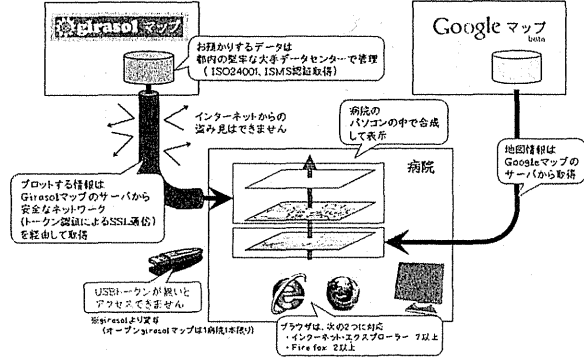 girasol マップ
お預かりするデータは
都内の堅牢な大手データセンターで管理
(ISO24001、ISMS認証取得)
Google マップ
beta
インターネットからの
盗み見はできません
病院の
パソコンの中で合成
して表示
病院
地図情報は
Googleマップの
サーバから取得
プロットする情報は
Girasolマップのサーバから
安全なネットワーク
(トークン認証によるSSL通信)
を経由して取得
USBトークンが無いと
アクセスできません
※girasolより貸与
(オープンgirasolマップは1病院1本限り)
ブラウザは、次の2つに対応
・インターネット・エクスプローラー 7以上
・Fire fox 2以上